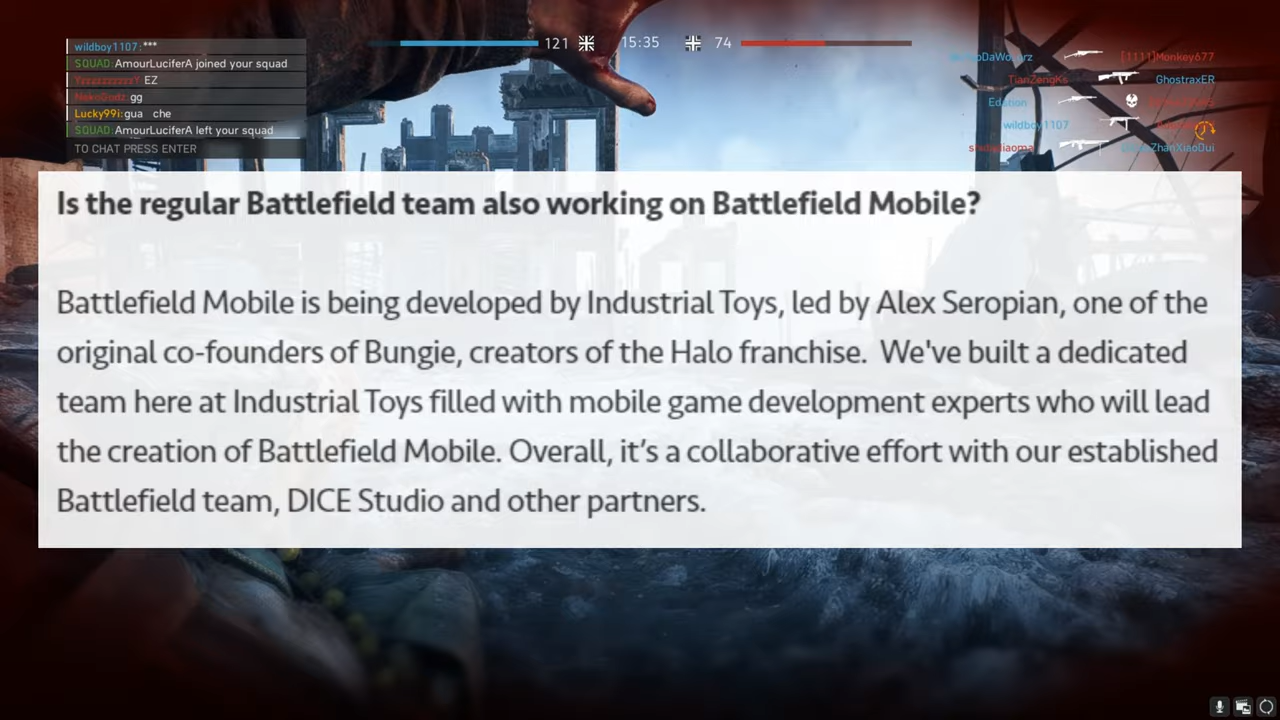 wildboy1107: ***
SQUAD: AmourLuciferA joined your squad
EZ
gg
Lucky99i: gua che
SQUAD: AmourLuciferA left your squad
TO CHAT PRESS ENTER
121 15:35 74
[1111]Monkey677
TianZengKs GhostraxER
Edition
wildboy1107
Is the regular Battlefield team also working on Battlefield Mobile?
Battlefield Mobile is being developed by Industrial Toys, led by Alex Seropian, one of the
original co-founders of Bungie, creators of the Halo franchise. We've built a dedicated
team here at Industrial Toys filled with mobile game development experts who will lead
the creation of Battlefield Mobile. Overall, it's a collaborative effort with our established
Battlefield team, DICE Studio and other partners.